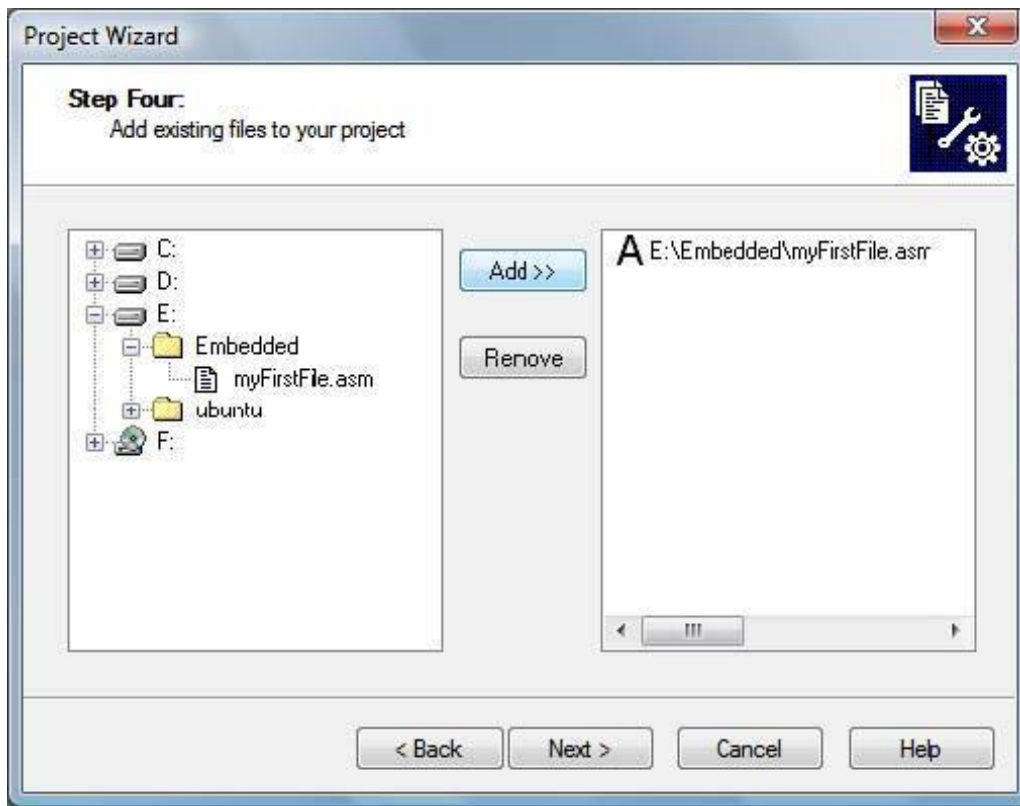 Project Wizard
Step Four:
Add existing files to your project
C:
D:
E:
Embedded
myFirstFile.asm
ubuntu
F:
Add >>
Remove
A E:\Embedded\myFirstFile.asm
< Back
Next >
Cancel
Help